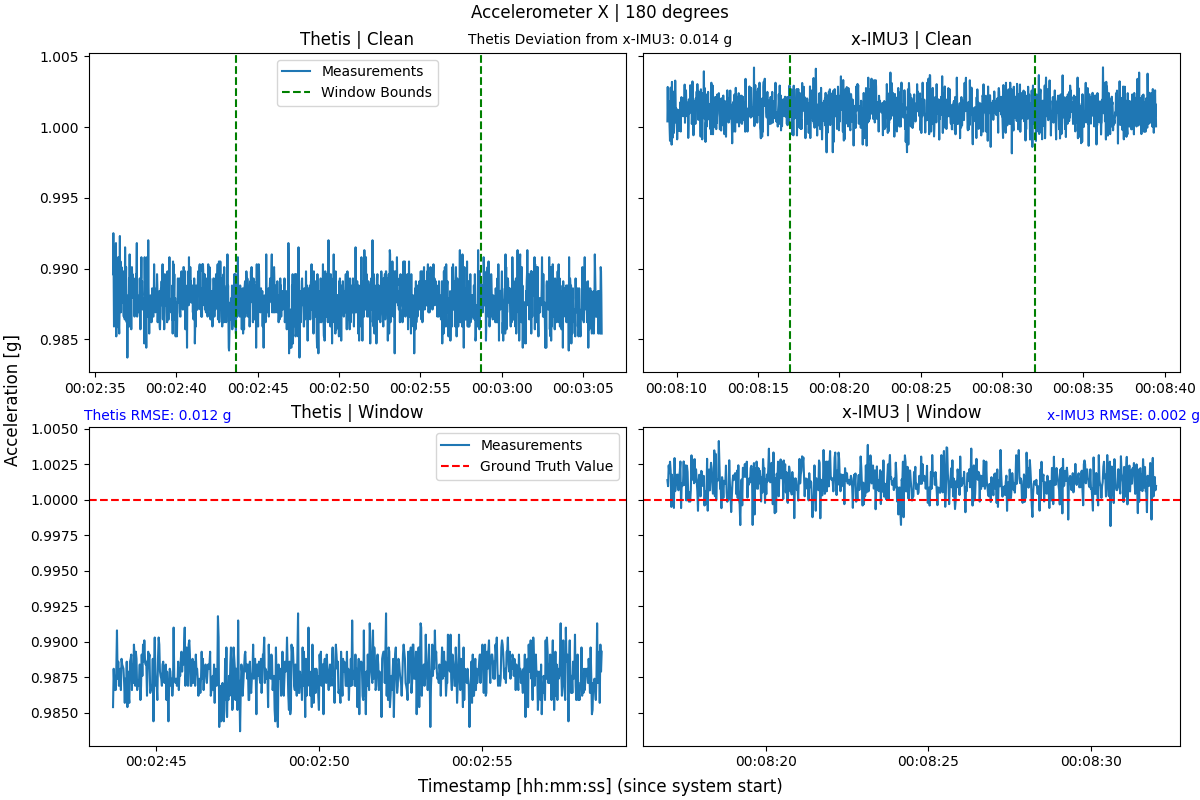 Accelerometer X | 180 degrees
Thetis | Clean
Thetis Deviation from x-IMU3: 0.014 g
x-IMU3 | Clean
Measurements
Window Bounds
1.005
1.000
0.995
0.990
0.985
00:02:35 00:02:40 00:02:45 00:02:50 00:02:55 00:03:00 00:03:05
00:08:10 00:08:15 00:08:20 00:08:25 00:08:30 00:08:35 00:08:40
Acceleration [g]
Thetis RMSE: 0.012 g
Thetis | Window
x-IMU3 | Window
x-IMU3 RMSE: 0.002 g
Measurements
Ground Truth Value
1.0050
1.0025
1.0000
0.9975
0.9950
0.9925
0.9900
0.9875
0.9850
00:02:45 00:02:50 00:02:55
00:08:20 00:08:25 00:08:30
Timestamp [hh:mm:ss] (since system start)